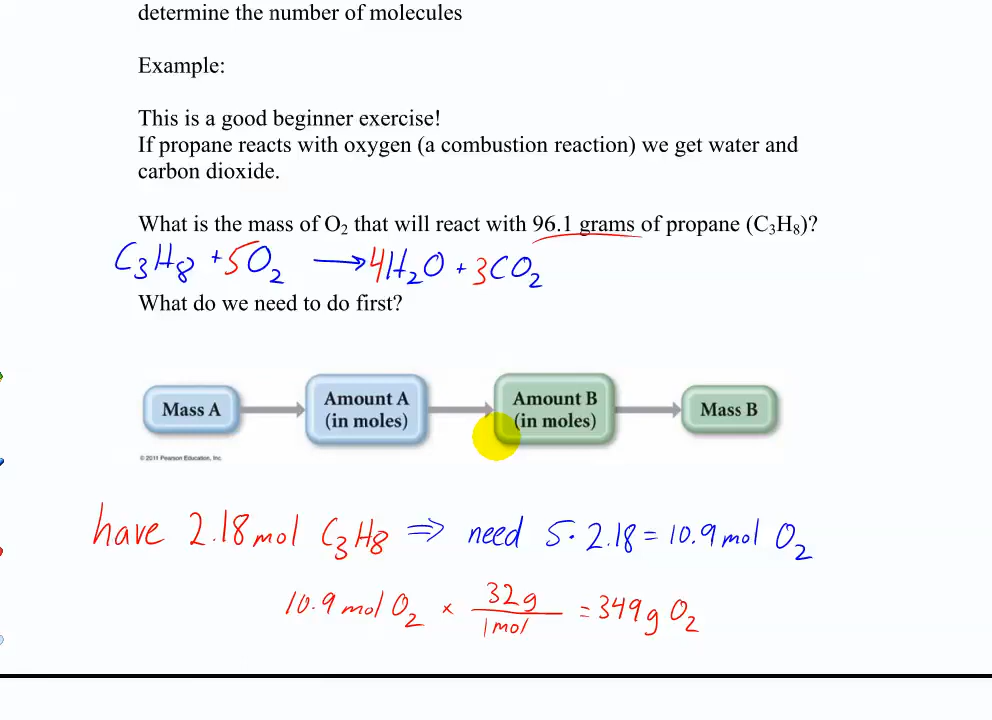 determine the number of molecules
Example:
This is a good beginner exercise!
If propane reacts with oxygen (a combustion reaction) we get water and
carbon dioxide.
What is the mass of O₂ that will react with 96.1 grams of propane (C₃H₈)?
C₃H₈ + 5O₂ → 4H₂O + 3CO₂
What do we need to do first?
Mass A
Amount A
(in moles)
Amount B
(in moles)
Mass B
© 2011 Pearson Education, Inc
have 2.18 mol C₃H₈ ⇒ need 5 · 2.18 = 10.9 mol O₂
10.9 mol O₂ × 32g / 1 mol = 349 g O₂